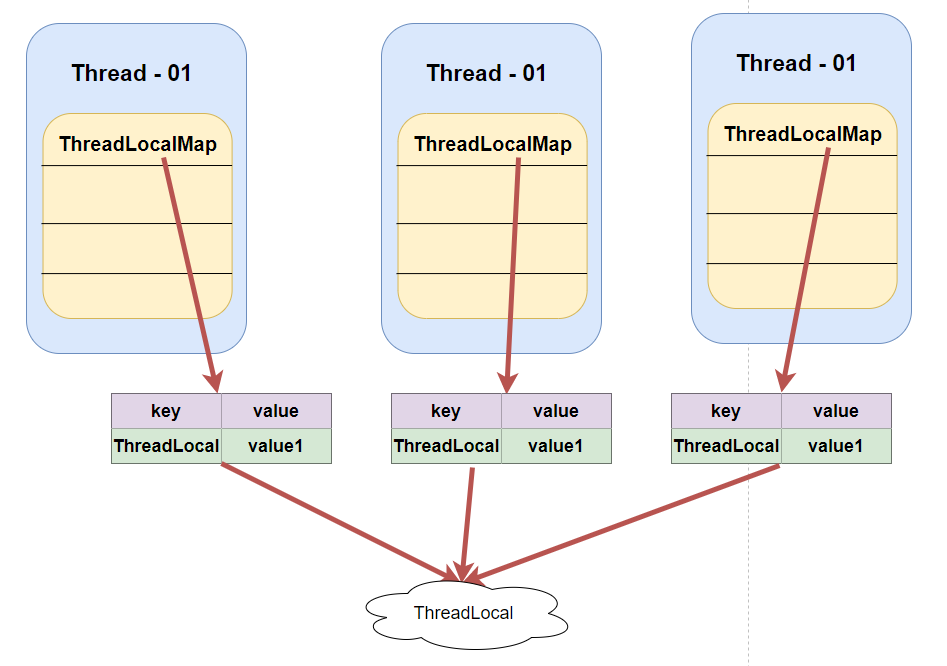 Thread - 01
Thread - 01
Thread - 01
ThreadLocalMap
ThreadLocalMap
ThreadLocalMap
key value
key value
key value
ThreadLocal value1
ThreadLocal value1
ThreadLocal value1
ThreadLocal